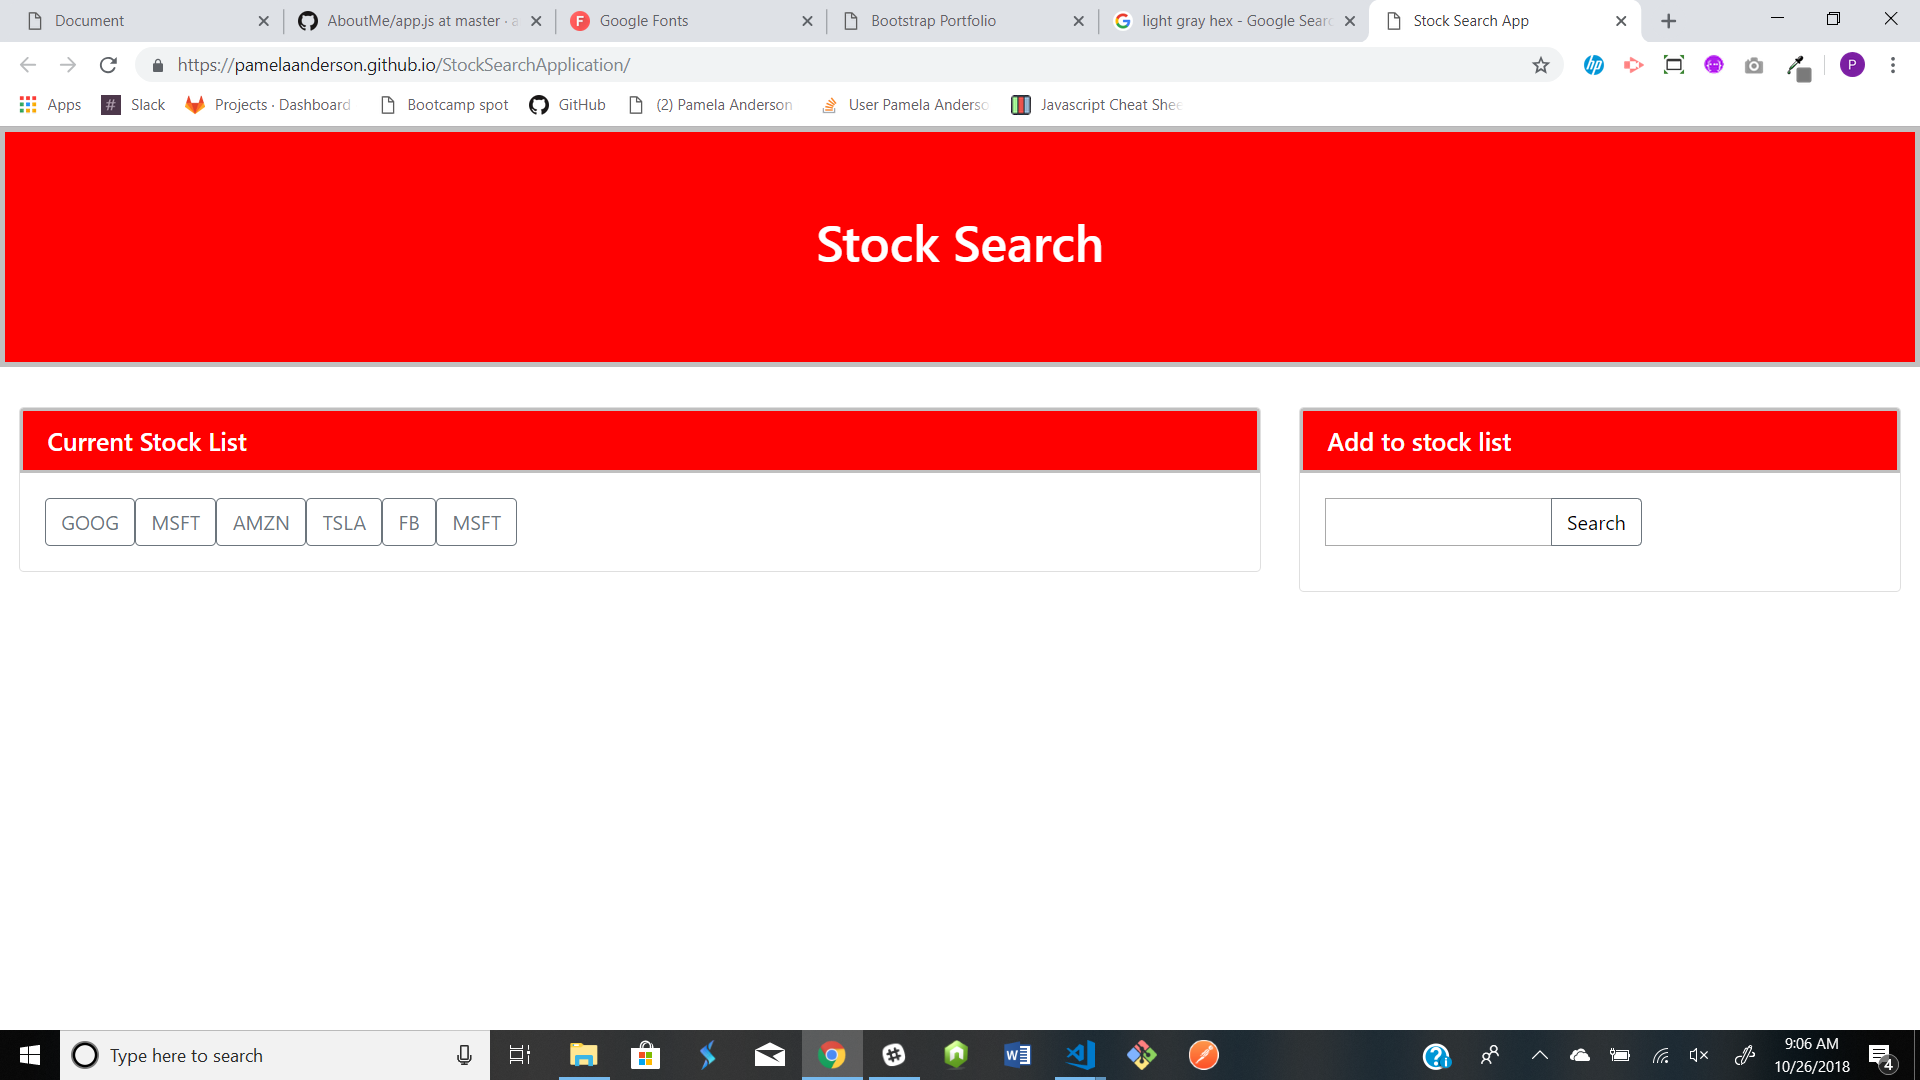 Document
AboutMe/app.js at master · a
Google Fonts
Bootstrap Portfolio
light gray hex - Google Sear
Stock Search App
https://pamelaanderson.github.io/StockSearchApplication/
P
Apps
# Slack
Projects · Dashboard
Bootcamp spot
GitHub
(2) Pamela Anderson
User Pamela Anderso
Javascript Cheat Shee
Stock Search
Current Stock List
Add to stock list
GOOG MSFT AMZN TSLA FB MSFT
Search
Type here to search
9:06 AM
10/26/2018
4